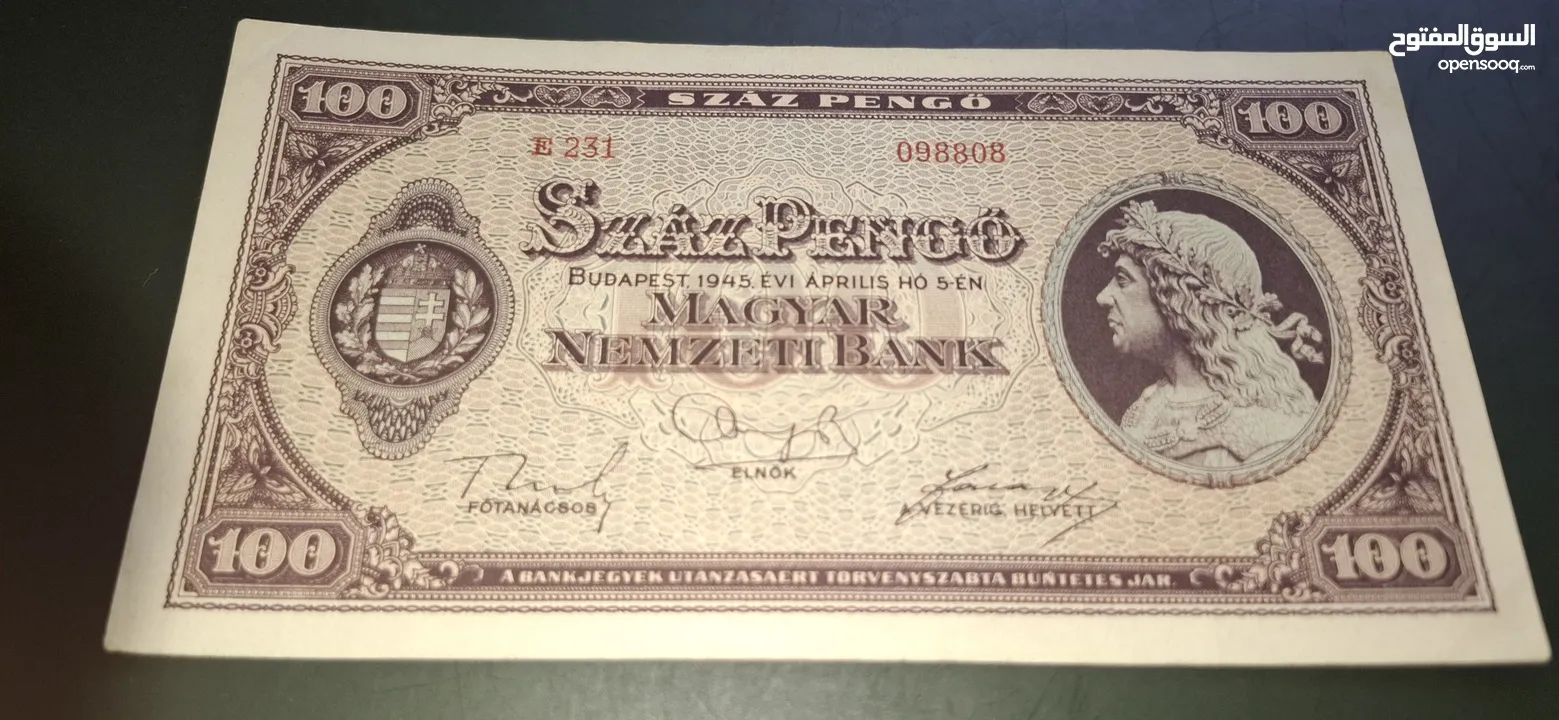 السوق المفتوح
opensooq.com
100 SZÁZ PENGŐ 100
E 231 098808
SZÁZ PENGŐ
BUDAPEST, 1945. ÉVI ÁPRILIS HÓ 5-ÉN
MAGYAR
NEMZETI BANK
ELNÖK
FŐTANÁCSOS A VEZÉRIG. HELYETT
100 A BANKJEGYEK UTÁNZÁSÁÉRT TÖRVÉNYSZABTA BÜNTETÉS JÁR. 100